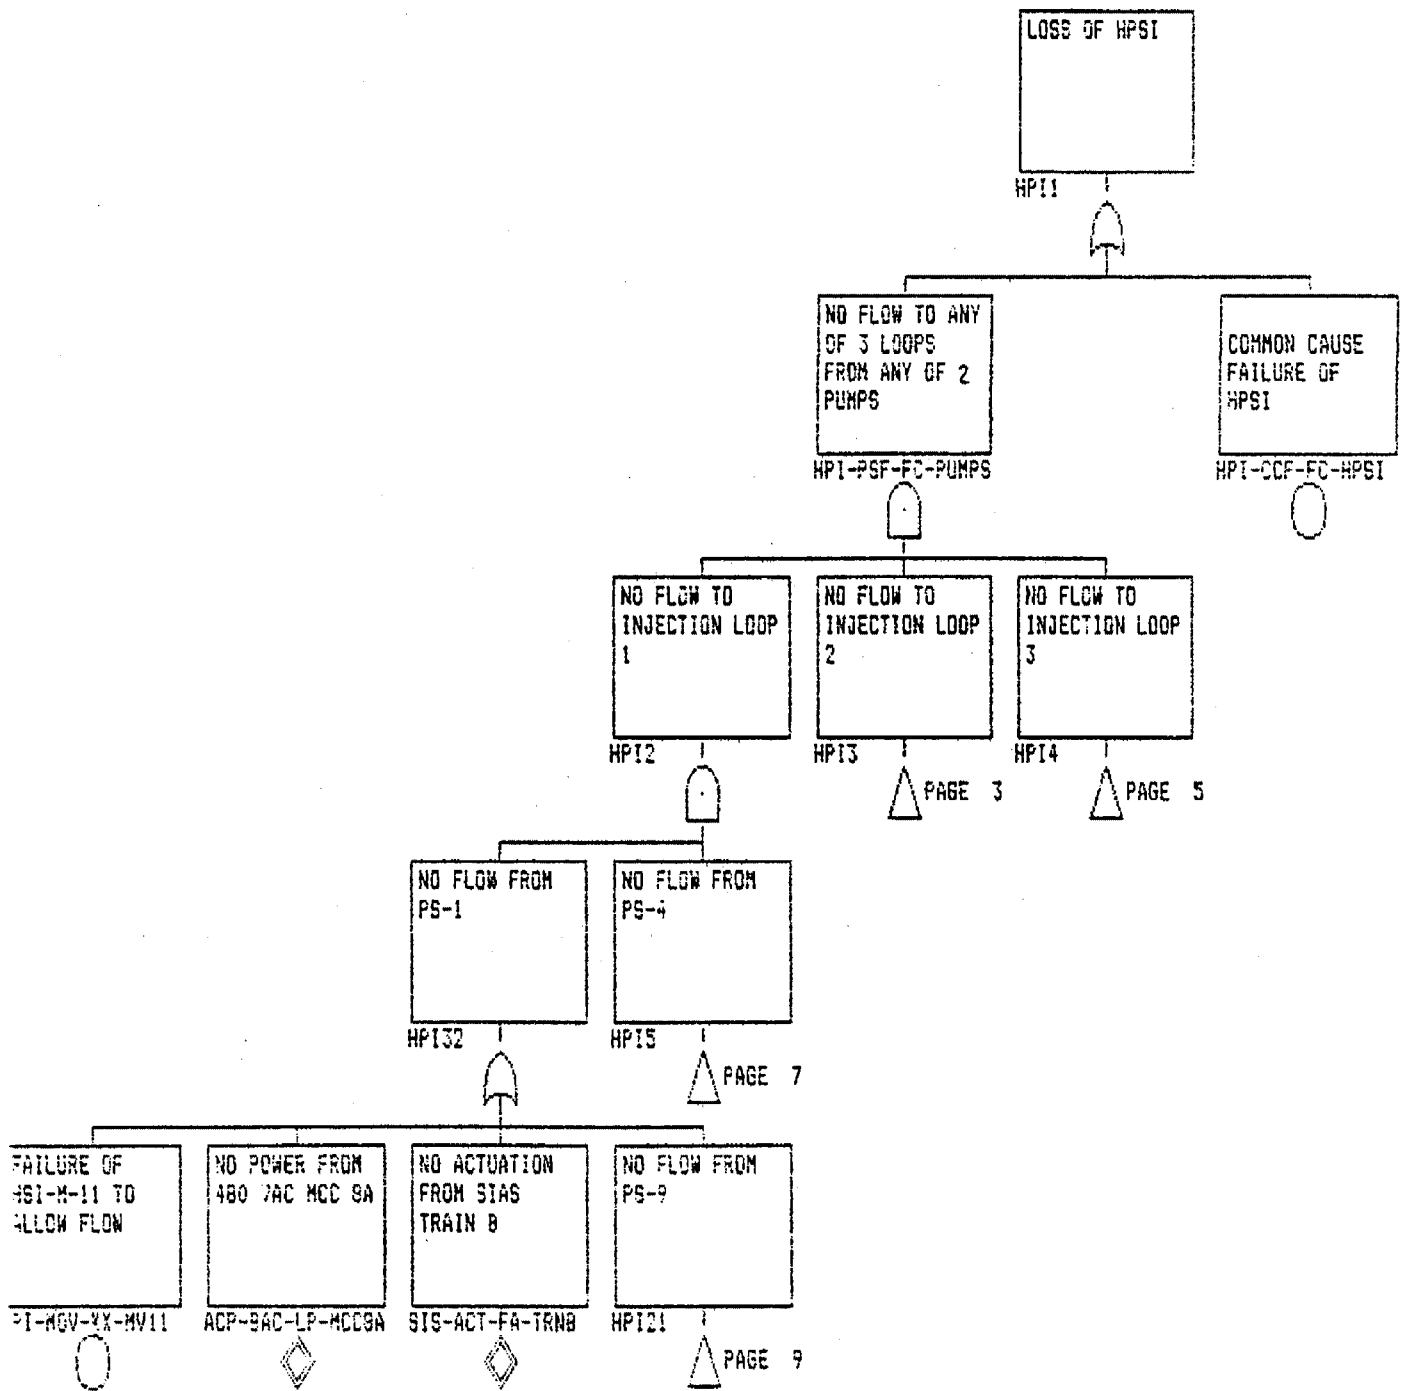 LOSS OF HPSI
HPI1
NO FLOW TO ANY
OF 3 LOOPS
FROM ANY OF 2
PUMPS
HPI-PSF-FC-PUMPS
COMMON CAUSE
FAILURE OF
HPSI
HPI-CCF-FC-HPSI
NO FLOW TO
INJECTION LOOP
1
HPI2
NO FLOW TO
INJECTION LOOP
2
HPI3
PAGE 3
NO FLOW TO
INJECTION LOOP
3
HPI4
PAGE 5
NO FLOW FROM
PS-1
HPI32
NO FLOW FROM
PS-4
HPI5
PAGE 7
FAILURE OF
HSI-M-11 TO
ALLOW FLOW
PI-MOV-XX-MV11
NO POWER FROM
480 VAC MCC
NO ACTUATION
FROM SIAS
TRAIN B
SIS-ACT-FA-TRNB
NO FLOW FROM
PS-9
HPI21
PAGE 9